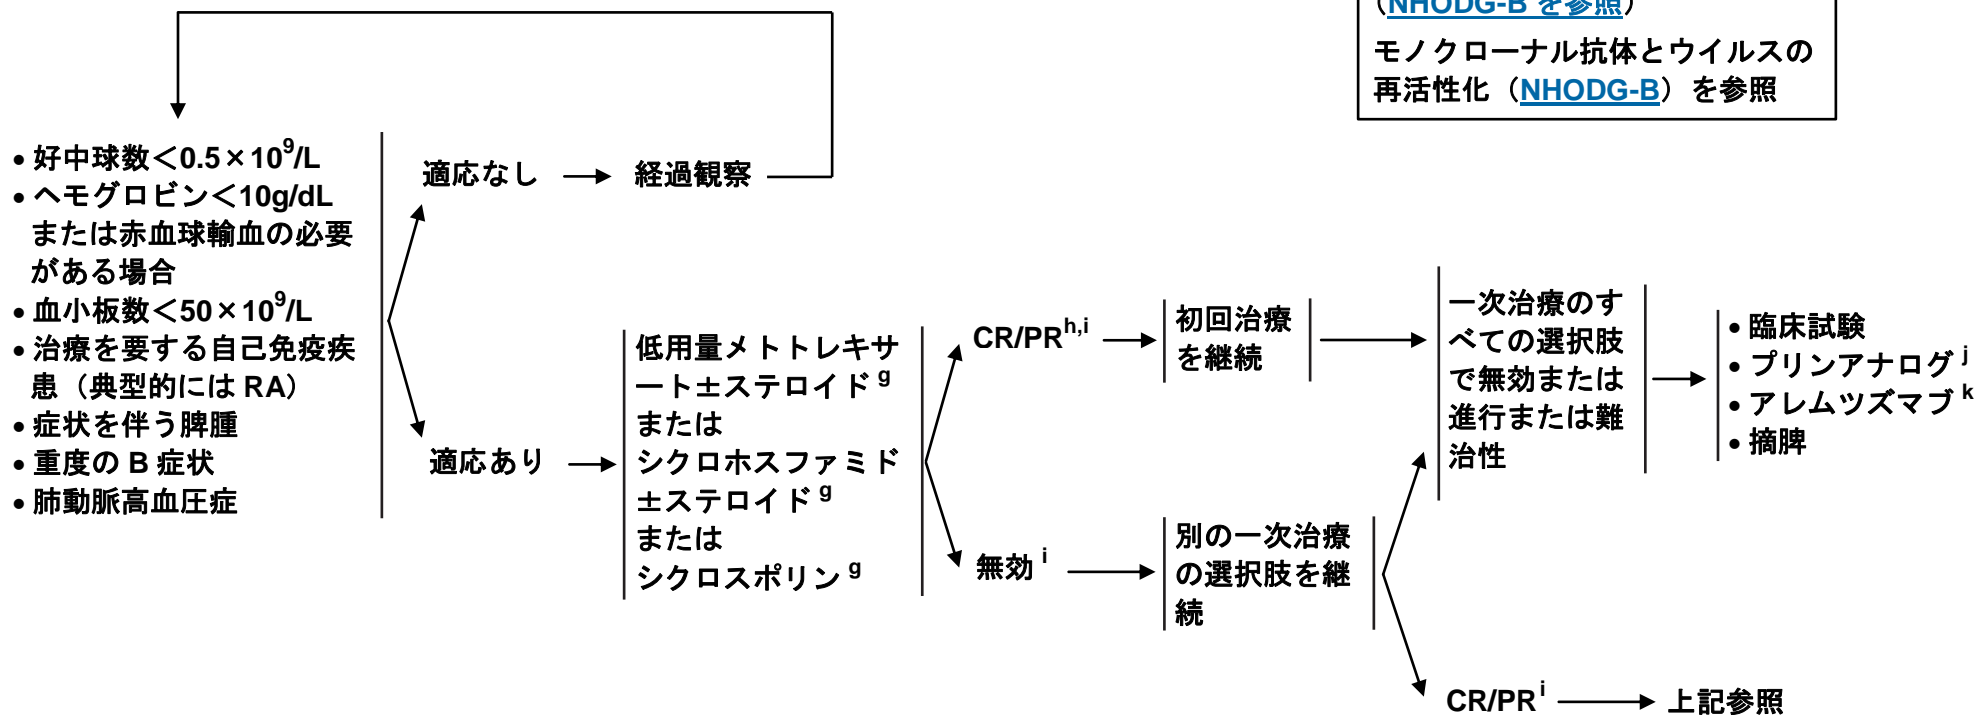 （NHODG-B を参照）
モノクローナル抗体とウイルスの
再活性化（NHODG-B）を参照
• 好中球数＜0.5×10⁹/L
• ヘモグロビン＜10g/dL
または赤血球輸血の必要
がある場合
• 血小板数＜50×10⁹/L
• 治療を要する自己免疫疾
患（典型的には RA）
• 症状を伴う脾腫
• 重度の B 症状
• 肺動脈高血圧症
適応なし
経過観察
適応あり
低用量メトトレキサ
ート±ステロイド g
または
シクロホスファミド
±ステロイド g
または
シクロスポリン g
CR/PR h,i
初回治療
を継続
無効 i
別の一次治療
の選択肢を継
続
一次治療のす
べての選択肢
で無効または
進行または難
治性
• 臨床試験
• プリンアナログ j
• アレムツズマブ k
• 摘脾
CR/PR i
上記参照